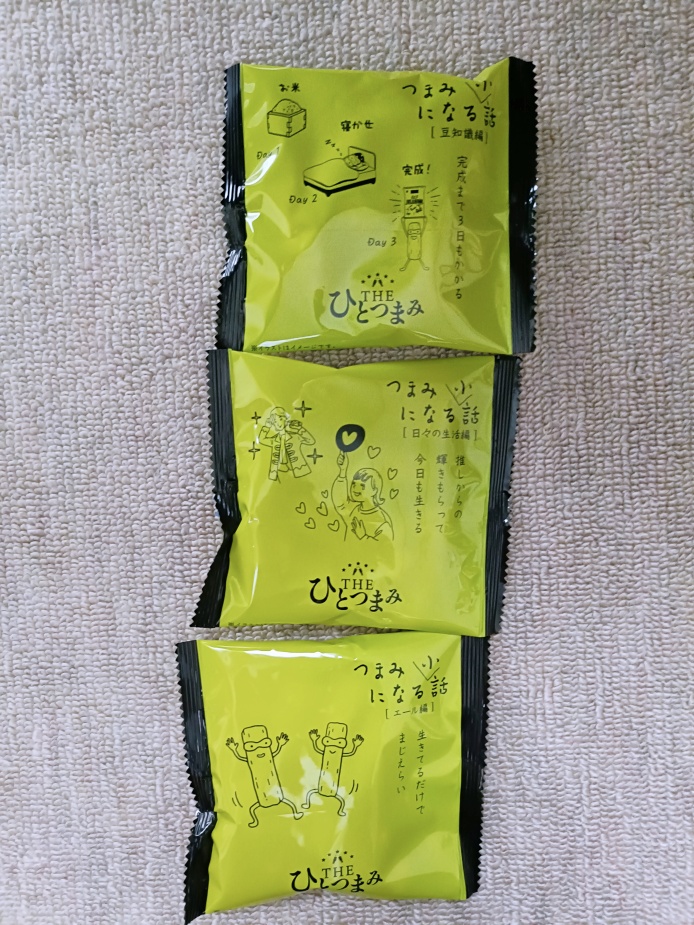 お米
つまみ小
になる話
[豆知識編]
寝かせ
zzz
Day 2
完成!
Day 3
完成まで3日もかかる
THE
ひとつまみ
つまみ小
になる話
[日々の生活編]
推しからの
輝きもらって
今日も生きる
THE
ひとつまみ
つまみ小
になる話
[エール編]
生きてるだけで
まじえらい
THE
ひとつまみ